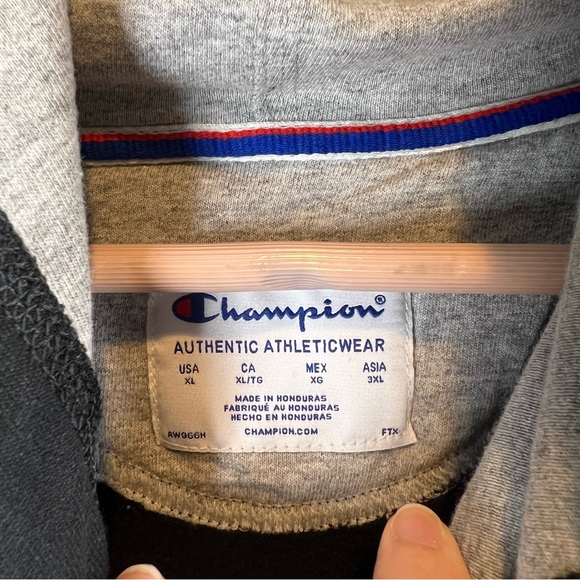 Champion®
AUTHENTIC ATHLETICWEAR
USA CA MEX ASIA
XL XL/TG XG 3XL
MADE IN HONDURAS
FABRIQUÉ AU HONDURAS
HECHO EN HONDURAS
AWGG6H CHAMPION.COM FTX